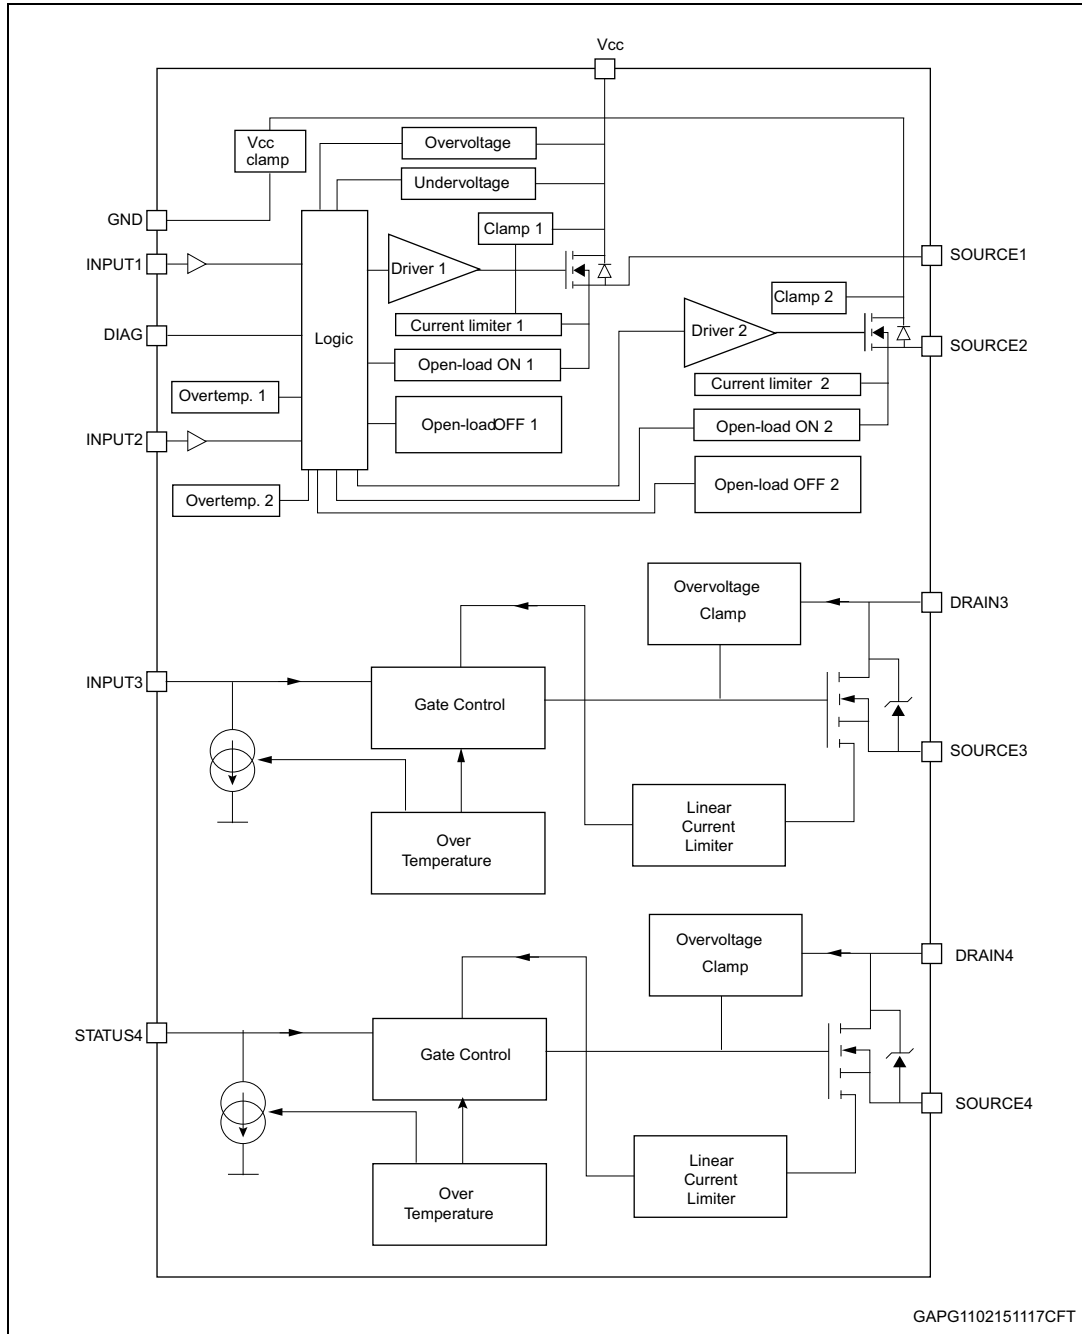 Vcc
Vcc
clamp
Overvoltage
Undervoltage
GND
Clamp 1
INPUT1
Driver 1
SOURCE1
Clamp 2
DIAG
Logic
Current limiter 1
Driver 2
SOURCE2
Open-load ON 1
Overtemp. 1
Current limiter 2
INPUT2
Open-loadOFF 1
Open-load ON 2
Overtemp. 2
Open-load OFF 2
Overvoltage
Clamp
DRAIN3
INPUT3
Gate Control
SOURCE3
Over
Temperature
Linear
Current
Limiter
Overvoltage
Clamp
DRAIN4
STATUS4
Gate Control
SOURCE4
Over
Temperature
Linear
Current
Limiter
GAPG1102151117CFT